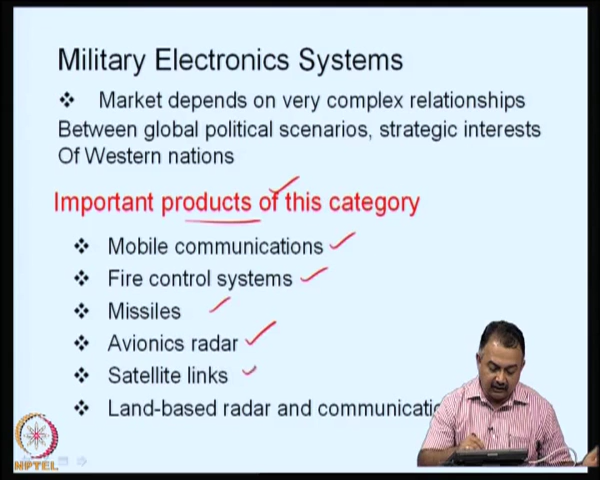 Military Electronics Systems
❖ Market depends on very complex relationships
Between global political scenarios, strategic interests
Of Western nations
Important products of this category
❖ Mobile communications
❖ Fire control systems
❖ Missiles
❖ Avionics radar
❖ Satellite links
❖ Land-based radar and
NPTEL